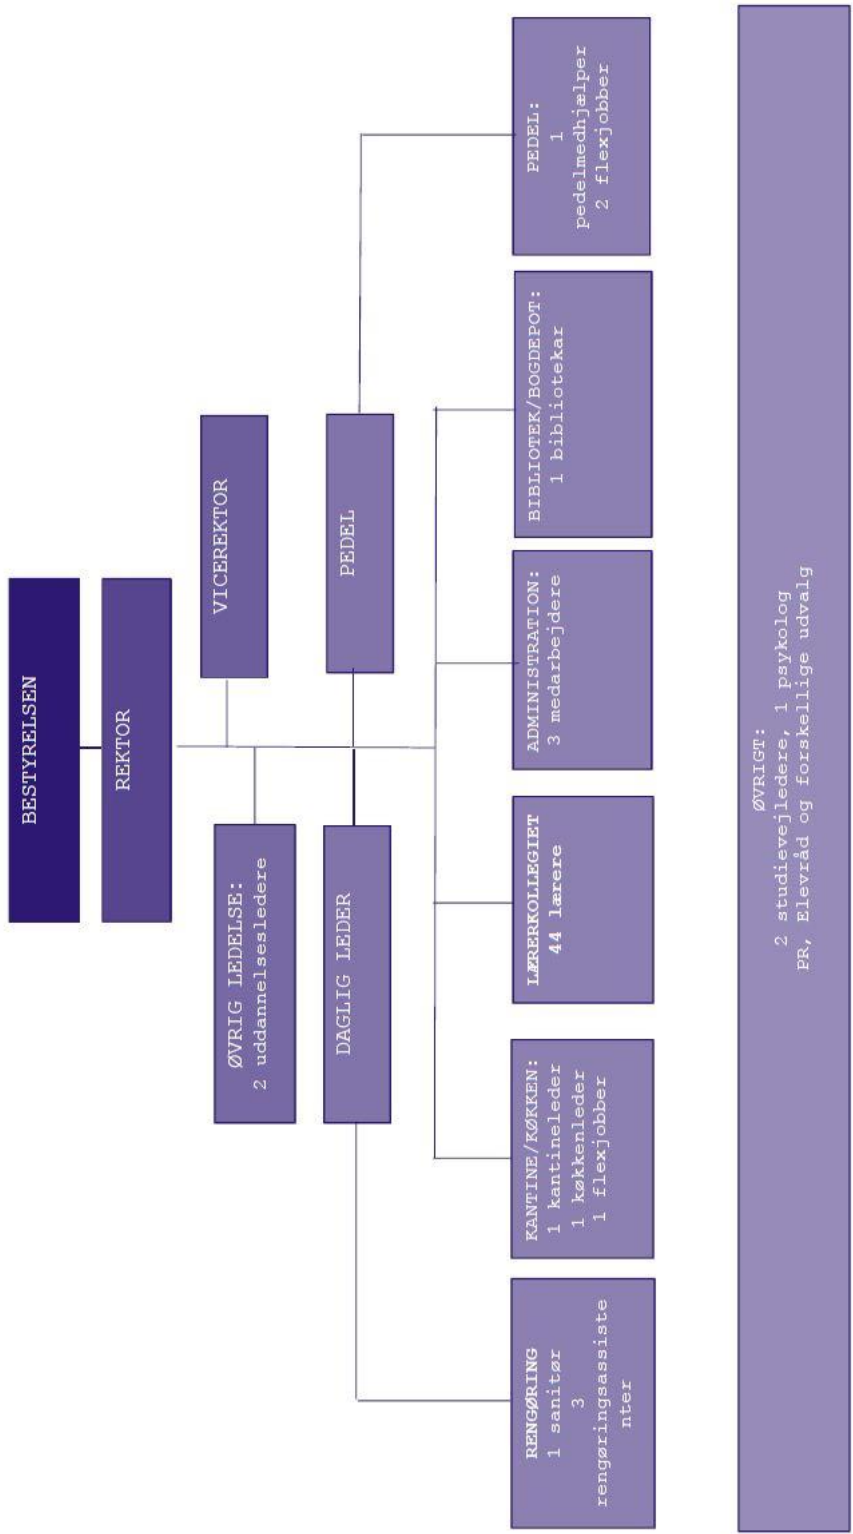 BESTYRELSEN
REKTOR
VICEREKTOR
ØVRIG LEDELSE:
2 uddannelsesledere
DAGLIG LEDER
PEDEL
RENGØRING
1 sanitør
3
rengøringsassiste
nter
KANTINE/KØKKEN:
1 kantineleder
1 køkkenleder
1 flexjobber
LÆRERKOLLEGIET
44 lærere
ADMINISTRATION:
3 medarbejdere
BIBLIOTEK/BOGDEPOT:
1 bibliotekar
PEDEL:
1
pedelmedhjælper
2 flexjobber
ØVRIGT:
2 studievejledere, 1 psykolog
PR, Elevråd og forskellige udvalg